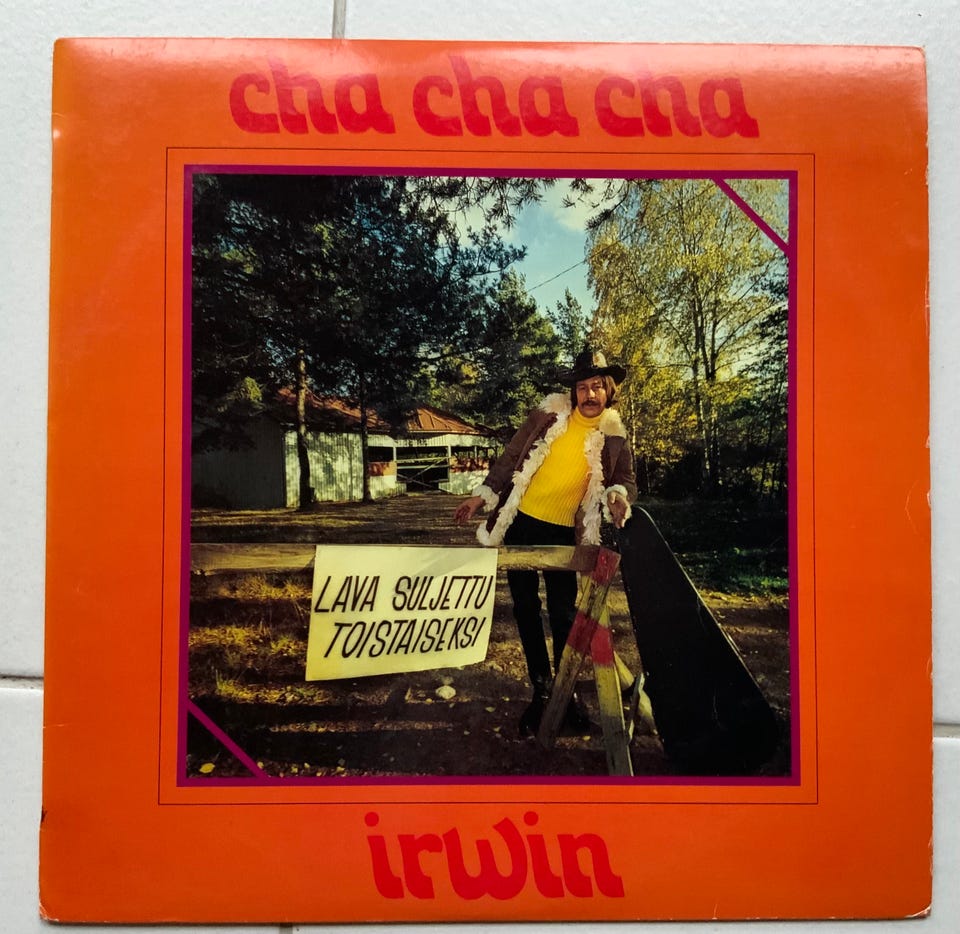 cha cha cha
LAVA SULJETTU
TOISTAISEKSI
irwin